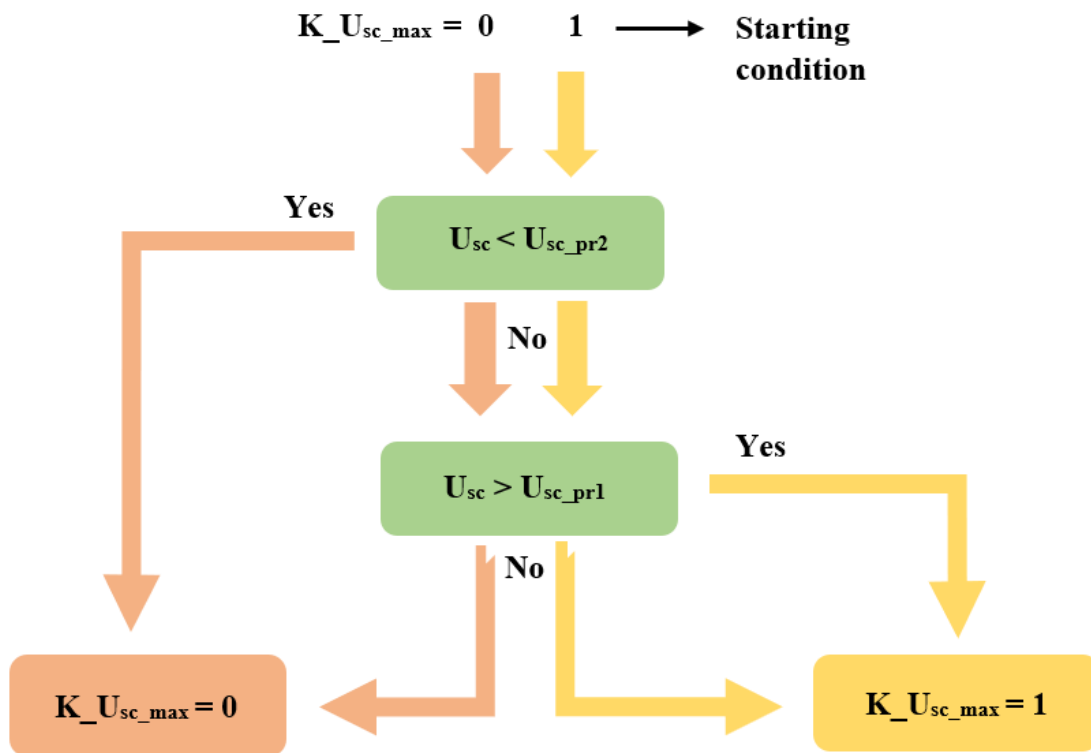 K_Usc_max = 0 1 Starting
condition
Yes
Usc < Usc_pr2
No
Yes
Usc > Usc_pr1
No
K_Usc_max = 0
K_Usc_max = 1